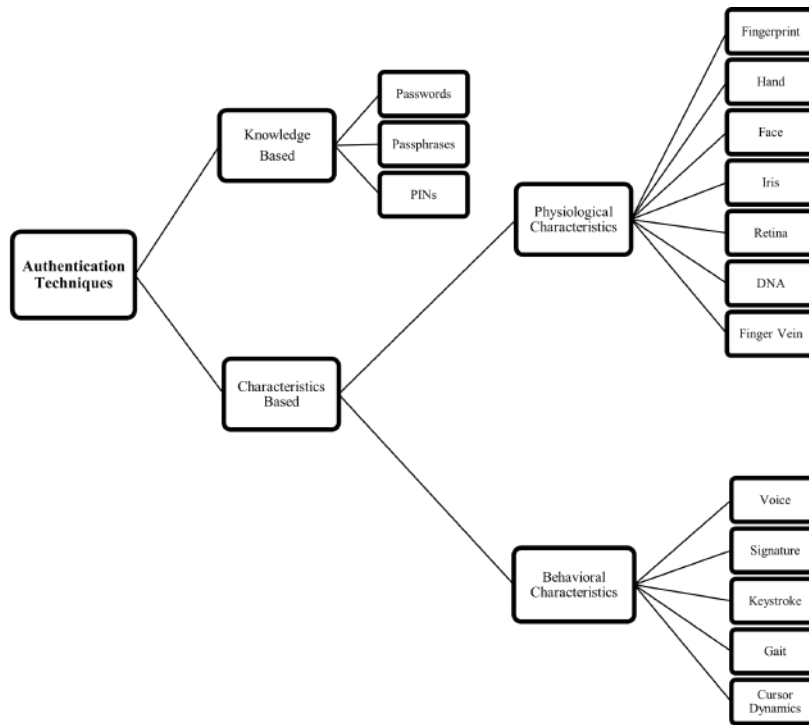 Authentication
Techniques
Knowledge
Based
Passwords
Passphrases
PINs
Characteristics
Based
Physiological
Characteristics
Fingerprint
Hand
Face
Iris
Retina
DNA
Finger Vein
Behavioral
Characteristics
Voice
Signature
Keystroke
Gait
Cursor
Dynamics